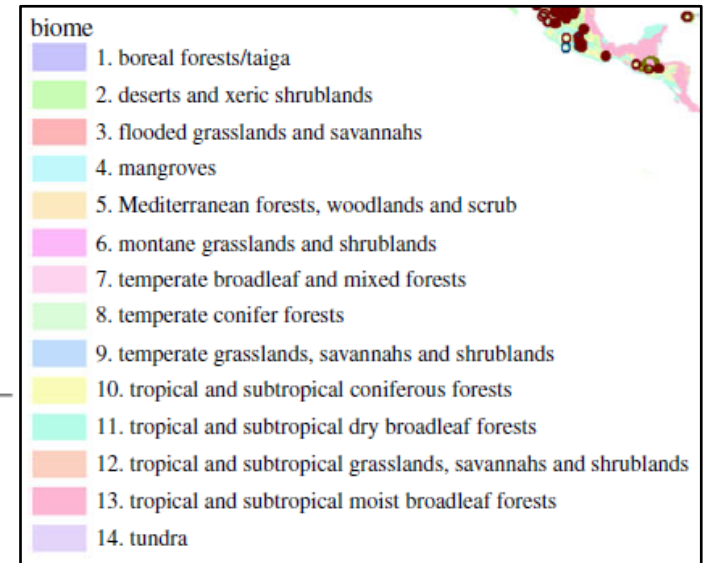 biome
1. boreal forests/taiga
2. deserts and xeric shrublands
3. flooded grasslands and savannahs
4. mangroves
5. Mediterranean forests, woodlands and scrub
6. montane grasslands and shrublands
7. temperate broadleaf and mixed forests
8. temperate conifer forests
9. temperate grasslands, savannahs and shrublands
10. tropical and subtropical coniferous forests
11. tropical and subtropical dry broadleaf forests
12. tropical and subtropical grasslands, savannahs and shrublands
13. tropical and subtropical moist broadleaf forests
14. tundra